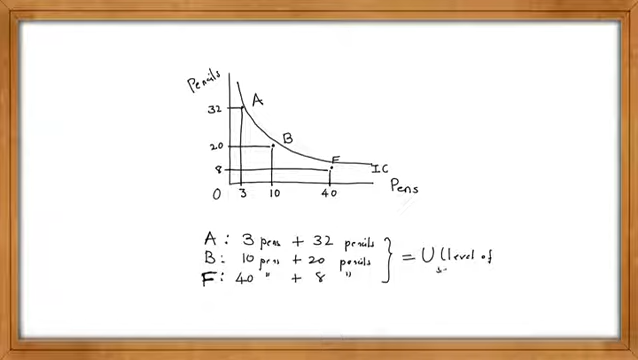 Pencils
A
32
B
20
F
8
IC
0 3 10 40 Pens
A : 3 pens + 32 pencils
B : 10 pens + 20 pencils = U (level of
F : 40 " + 8 "